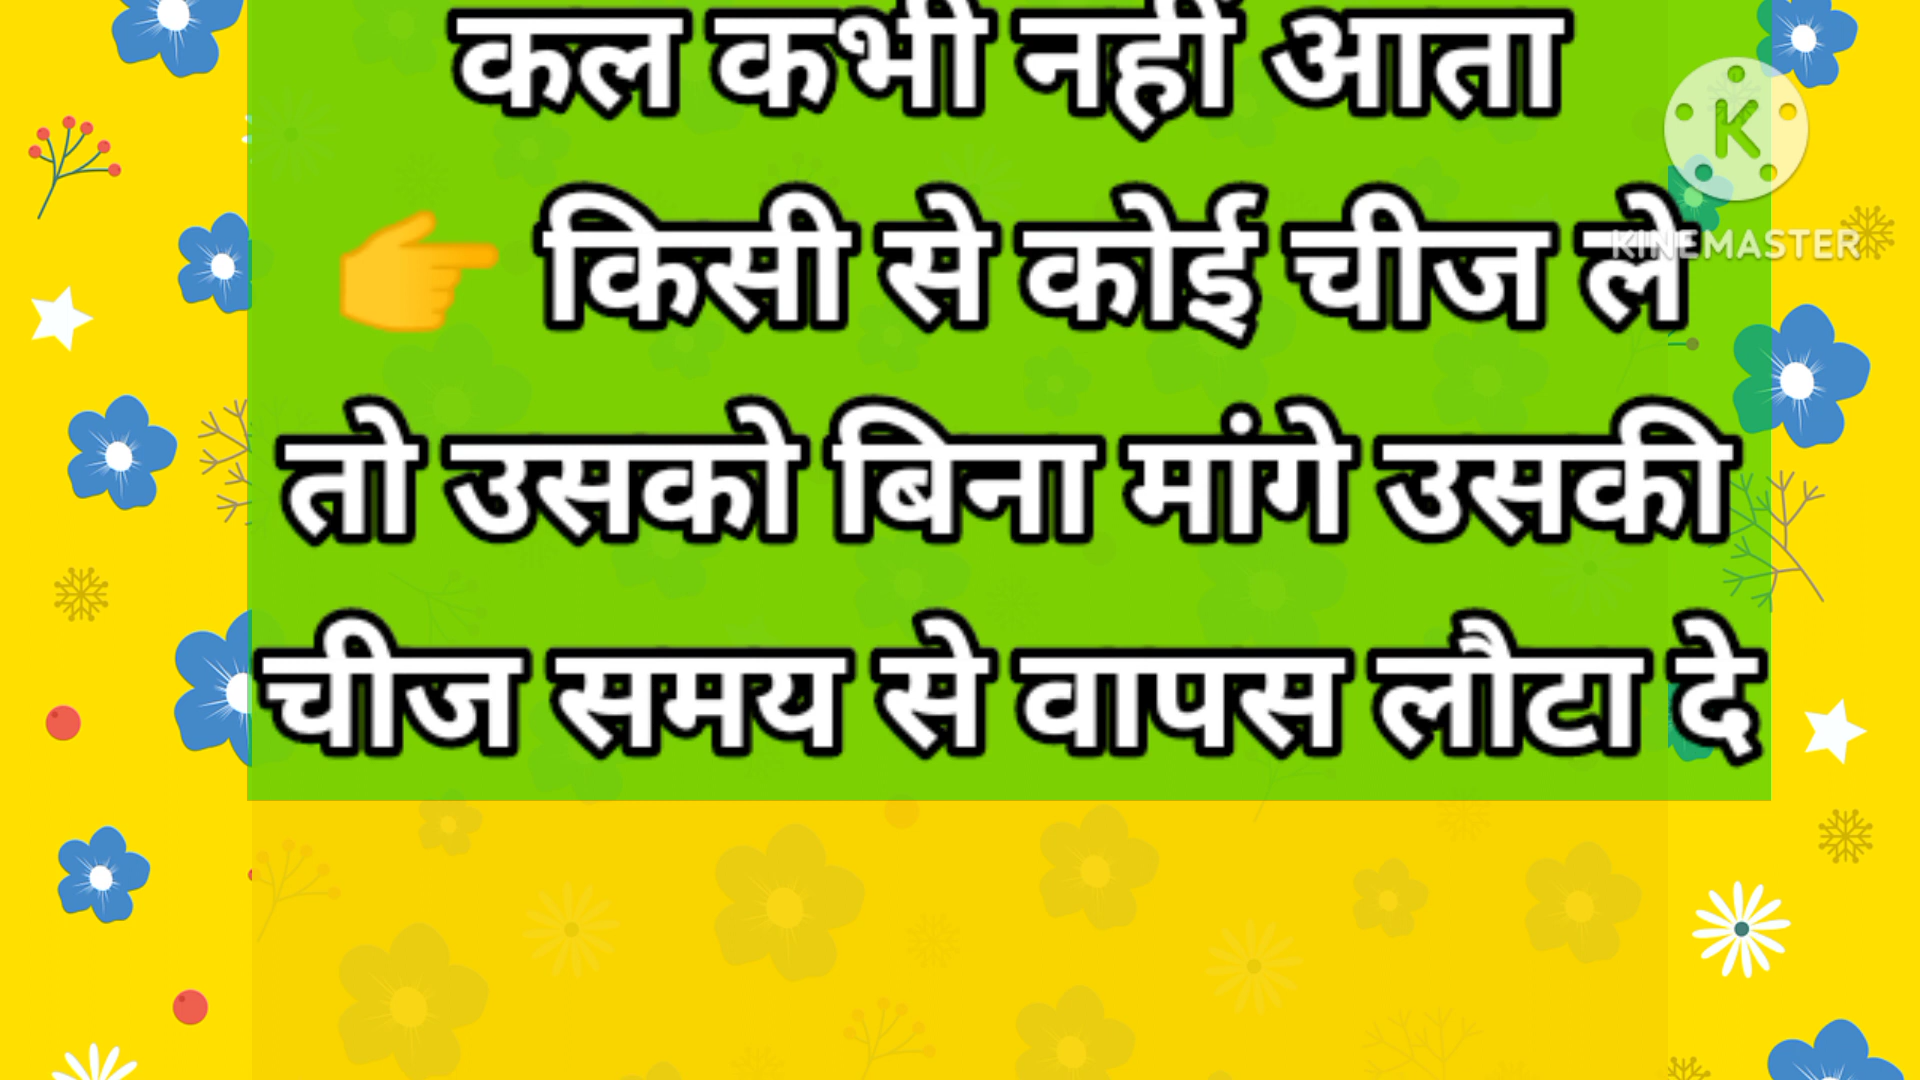 कल कभी नहीं आता
👉 किसी से कोई चीज ले
तो उसको बिना मांगे उसकी
चीज समय से वापस लौटा दे
K
KINEMASTER